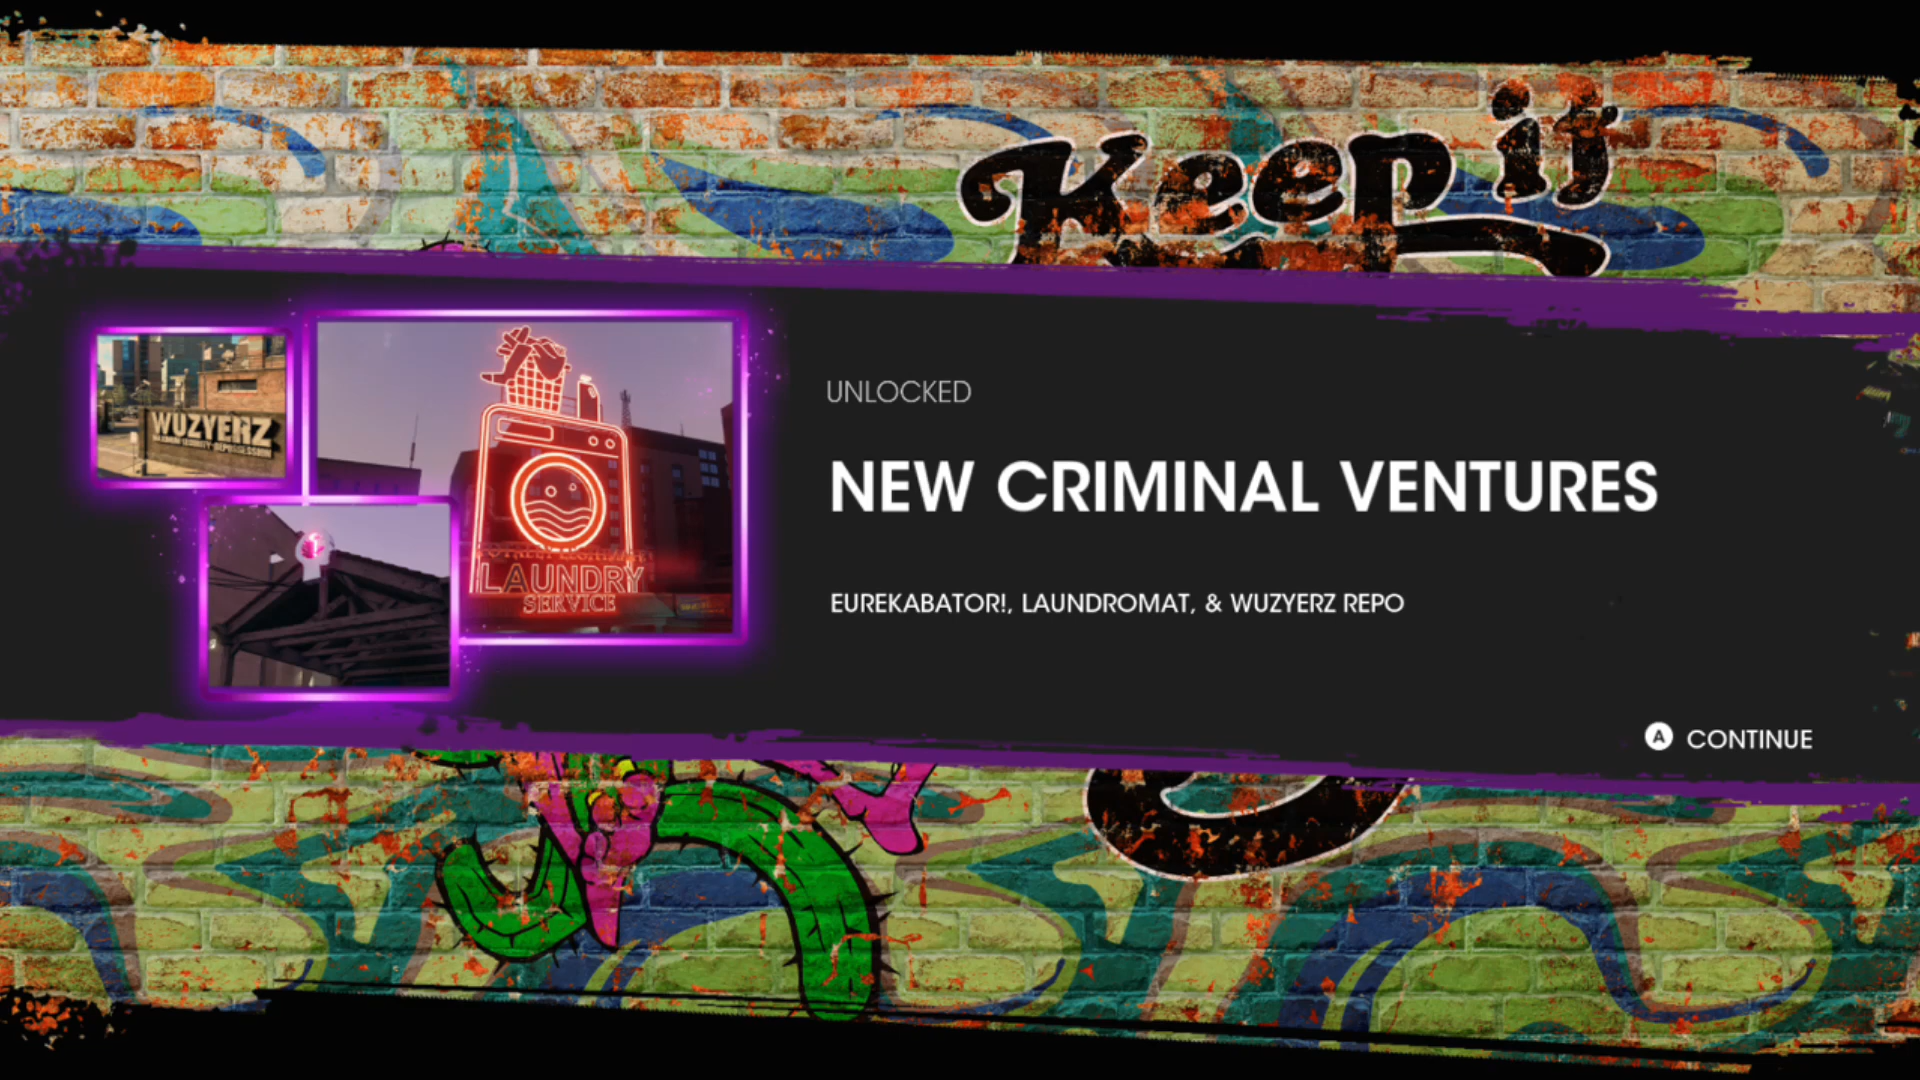 Keep it
WUZYERZ
LAUNDRY
SERVICE
UNLOCKED
NEW CRIMINAL VENTURES
EUREKABATOR!, LAUNDROMAT, & WUZYERZ REPO
A CONTINUE